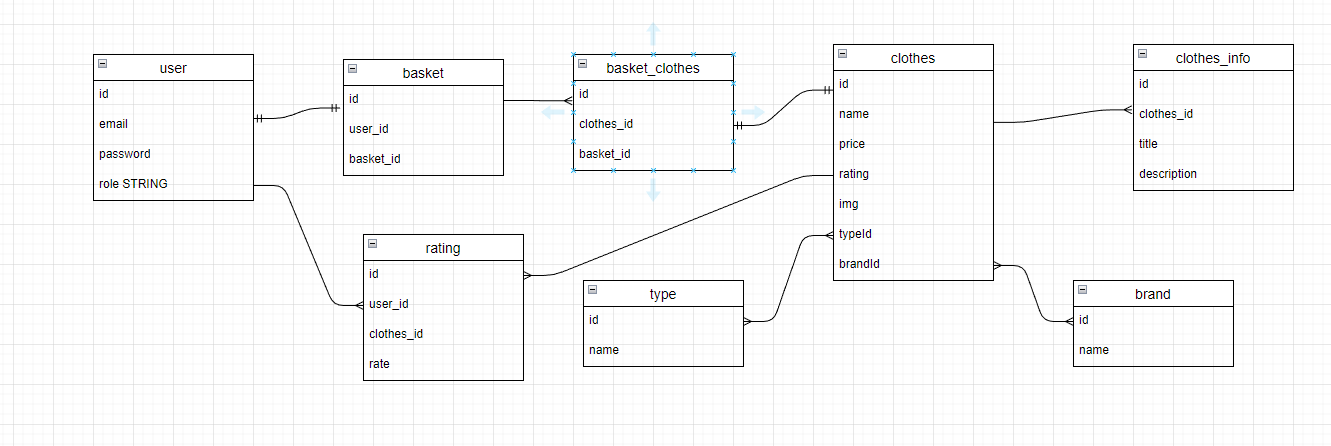 user
id
email
password
role STRING
basket
id
user_id
basket_id
basket_clothes
id
clothes_id
basket_id
clothes
id
name
price
rating
img
typeId
brandId
clothes_info
id
clothes_id
title
description
rating
id
user_id
clothes_id
rate
type
id
name
brand
id
name